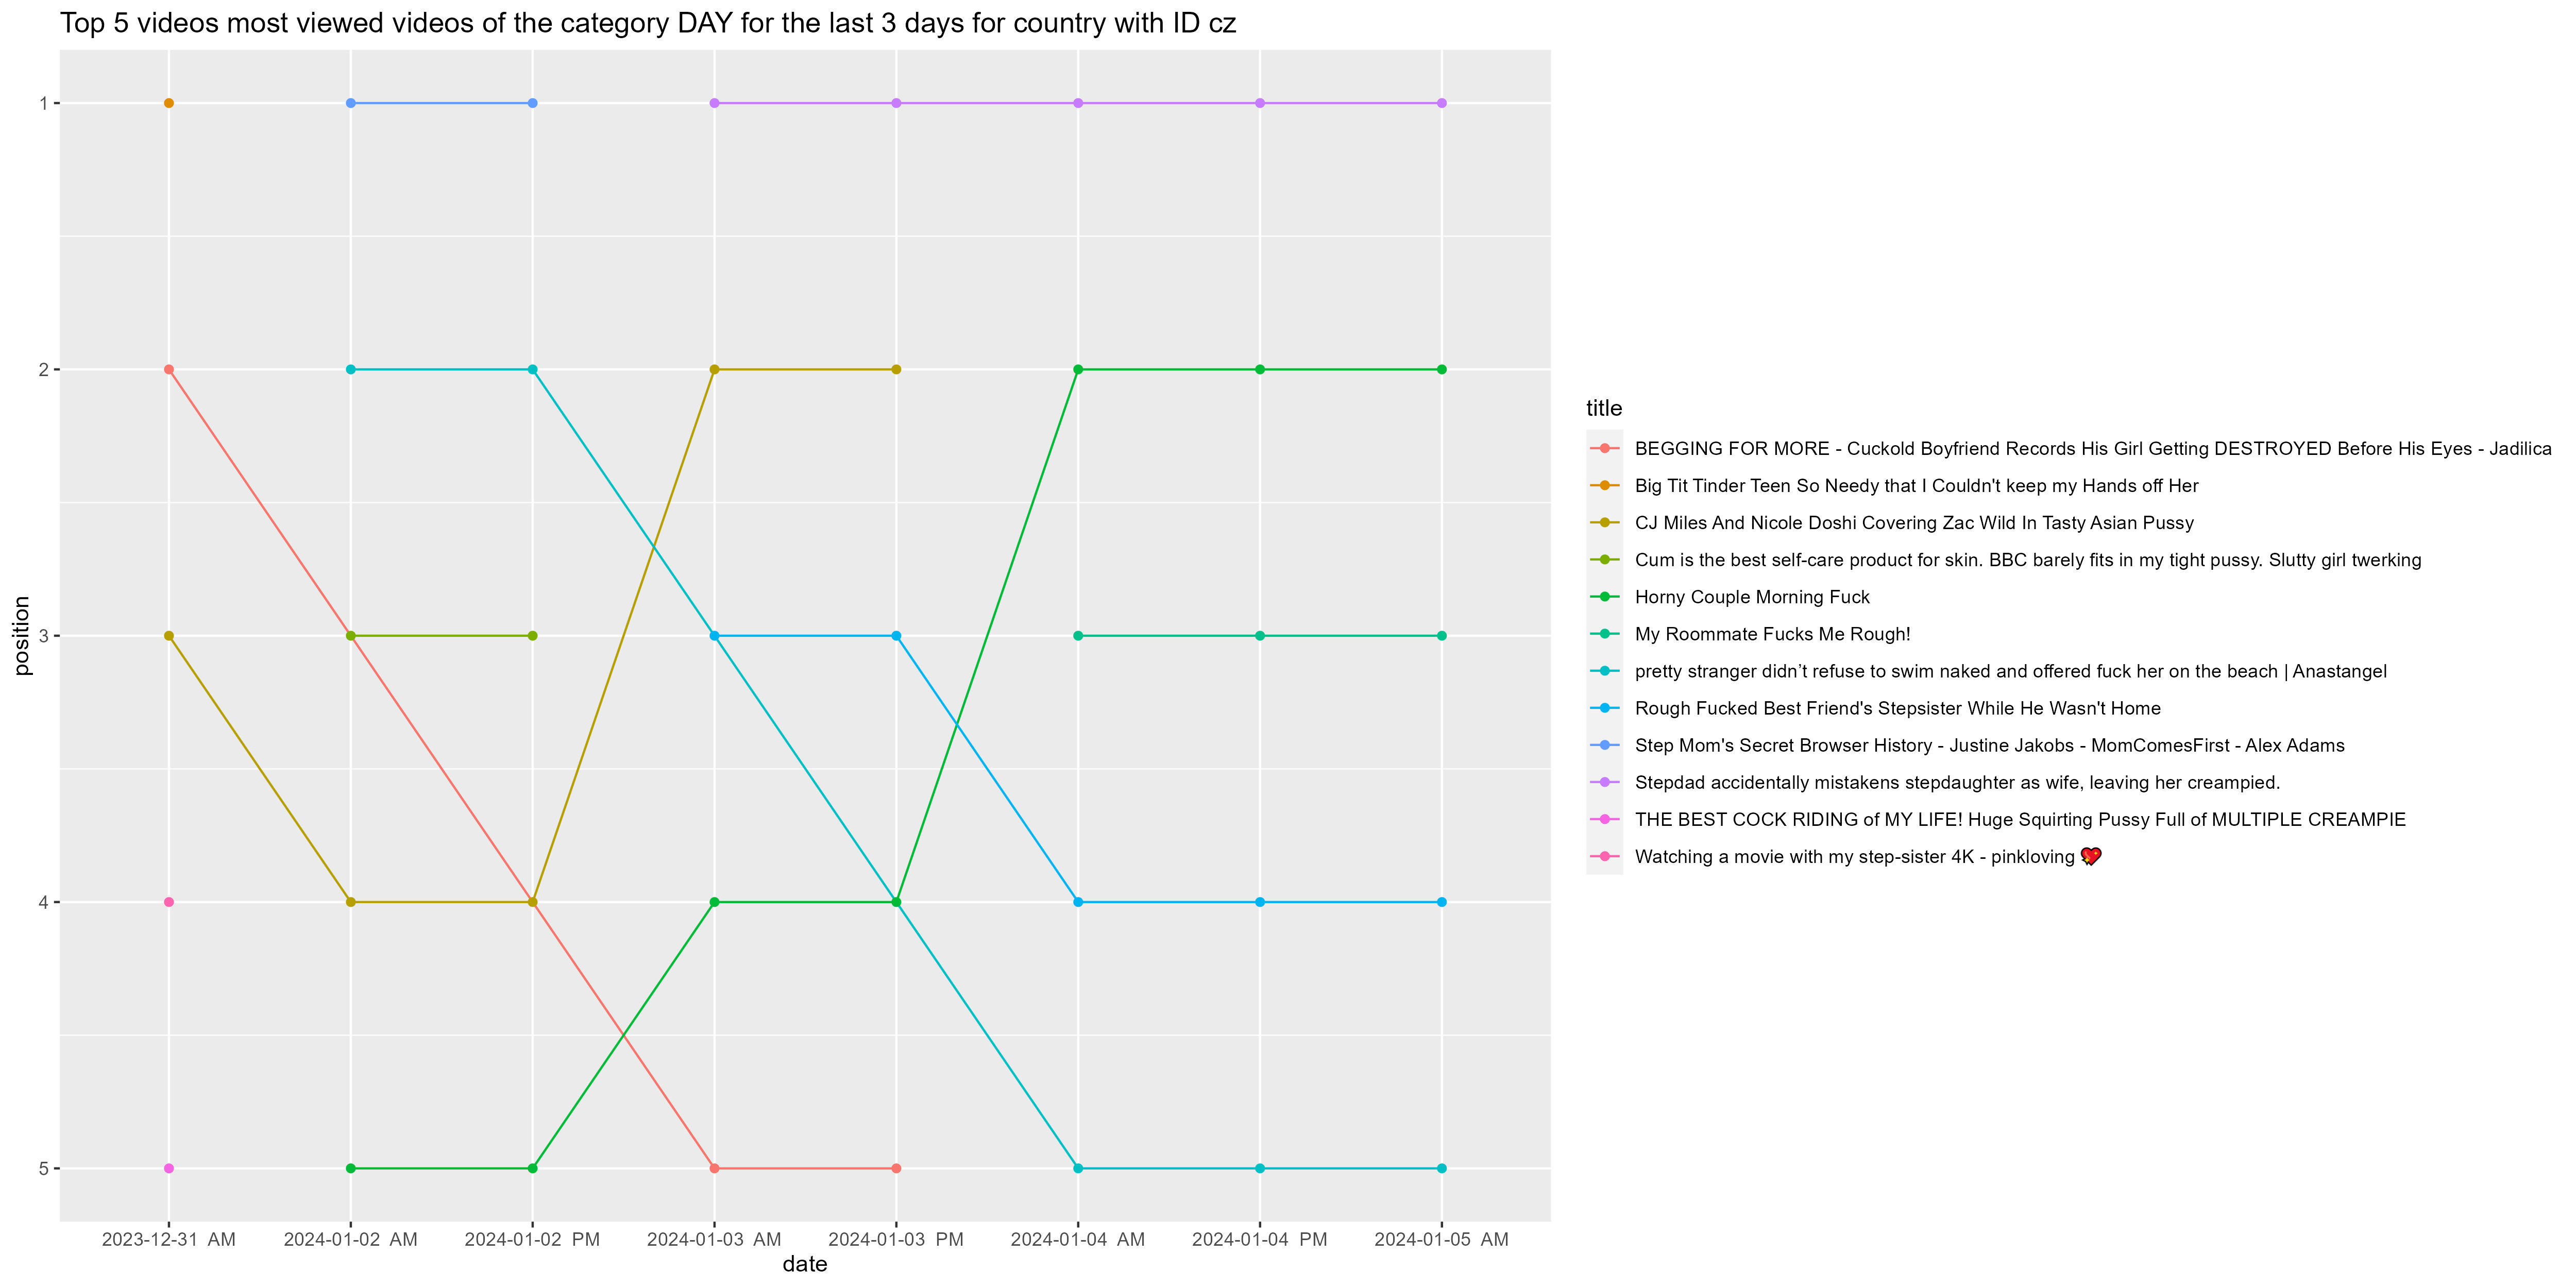 Top 5 videos most viewed videos of the category DAY for the last 3 days for country with ID cz
position
1
2
3
4
5
2023-12-31 AM
2024-01-02 AM
2024-01-02 PM
2024-01-03 AM
2024-01-03 PM
2024-01-04 AM
2024-01-04 PM
2024-01-05 AM
date
title
BEGGING FOR MORE - Cuckold Boyfriend Records His Girl Getting DESTROYED Before His Eyes - Jadilica
Big Tit Tinder Teen So Needy that I Couldn't keep my Hands off Her
CJ Miles And Nicole Doshi Covering Zac Wild In Tasty Asian Pussy
Cum is the best self-care product for skin. BBC barely fits in my tight pussy. Slutty girl twerking
Horny Couple Morning Fuck
My Roommate Fucks Me Rough!
pretty stranger didn’t refuse to swim naked and offered fuck her on the beach | Anastangel
Rough Fucked Best Friend's Stepsister While He Wasn't Home
Step Mom's Secret Browser History - Justine Jakobs - MomComesFirst - Alex Adams
Stepdad accidentally mistakens stepdaughter as wife, leaving her creampied.
THE BEST COCK RIDING of MY LIFE! Huge Squirting Pussy Full of MULTIPLE CREAMPIE
Watching a movie with my step-sister 4K - pinkloving 💖